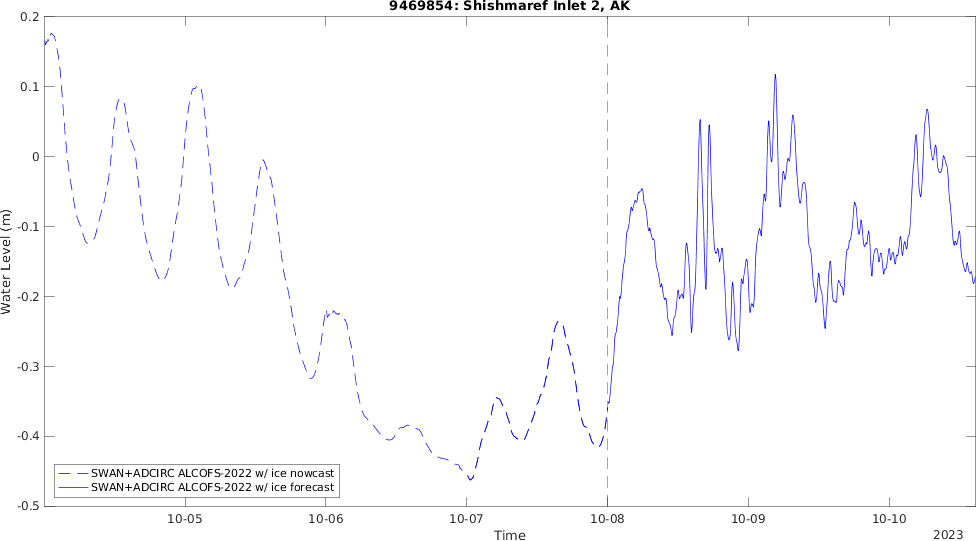 9469854: Shishmaref Inlet 2, AK
0.2
0.1
0
-0.1
-0.2
-0.3
-0.4
-0.5
Water Level (m)
SWAN+ADCIRC ALCOFS-2022 w/ ice nowcast
SWAN+ADCIRC ALCOFS-2022 w/ ice forecast
10-05 10-06 10-07 10-08 10-09 10-10
Time
2023